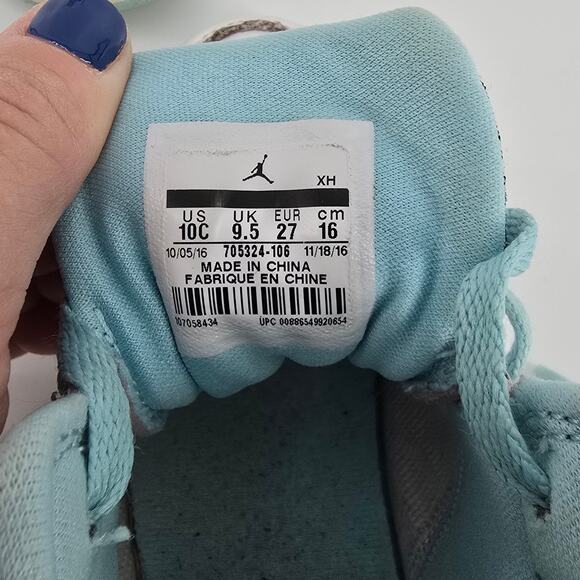 XH
US UK EUR cm
10C 9.5 27 16
10/05/16 705324-106 11/18/16
MADE IN CHINA
FABRIQUE EN CHINE
107058434 UPC 00886549920654